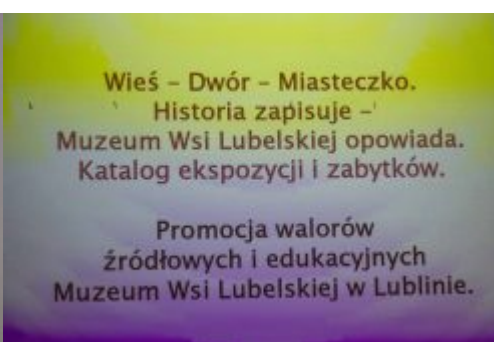 Wieś – Dwór – Miasteczko.
Historia zapisuje –
Muzeum Wsi Lubelskiej opowiada.
Katalog ekspozycji i zabytków.
Promocja walorów
źródłowych i edukacyjnych
Muzeum Wsi Lubelskiej w Lublinie.